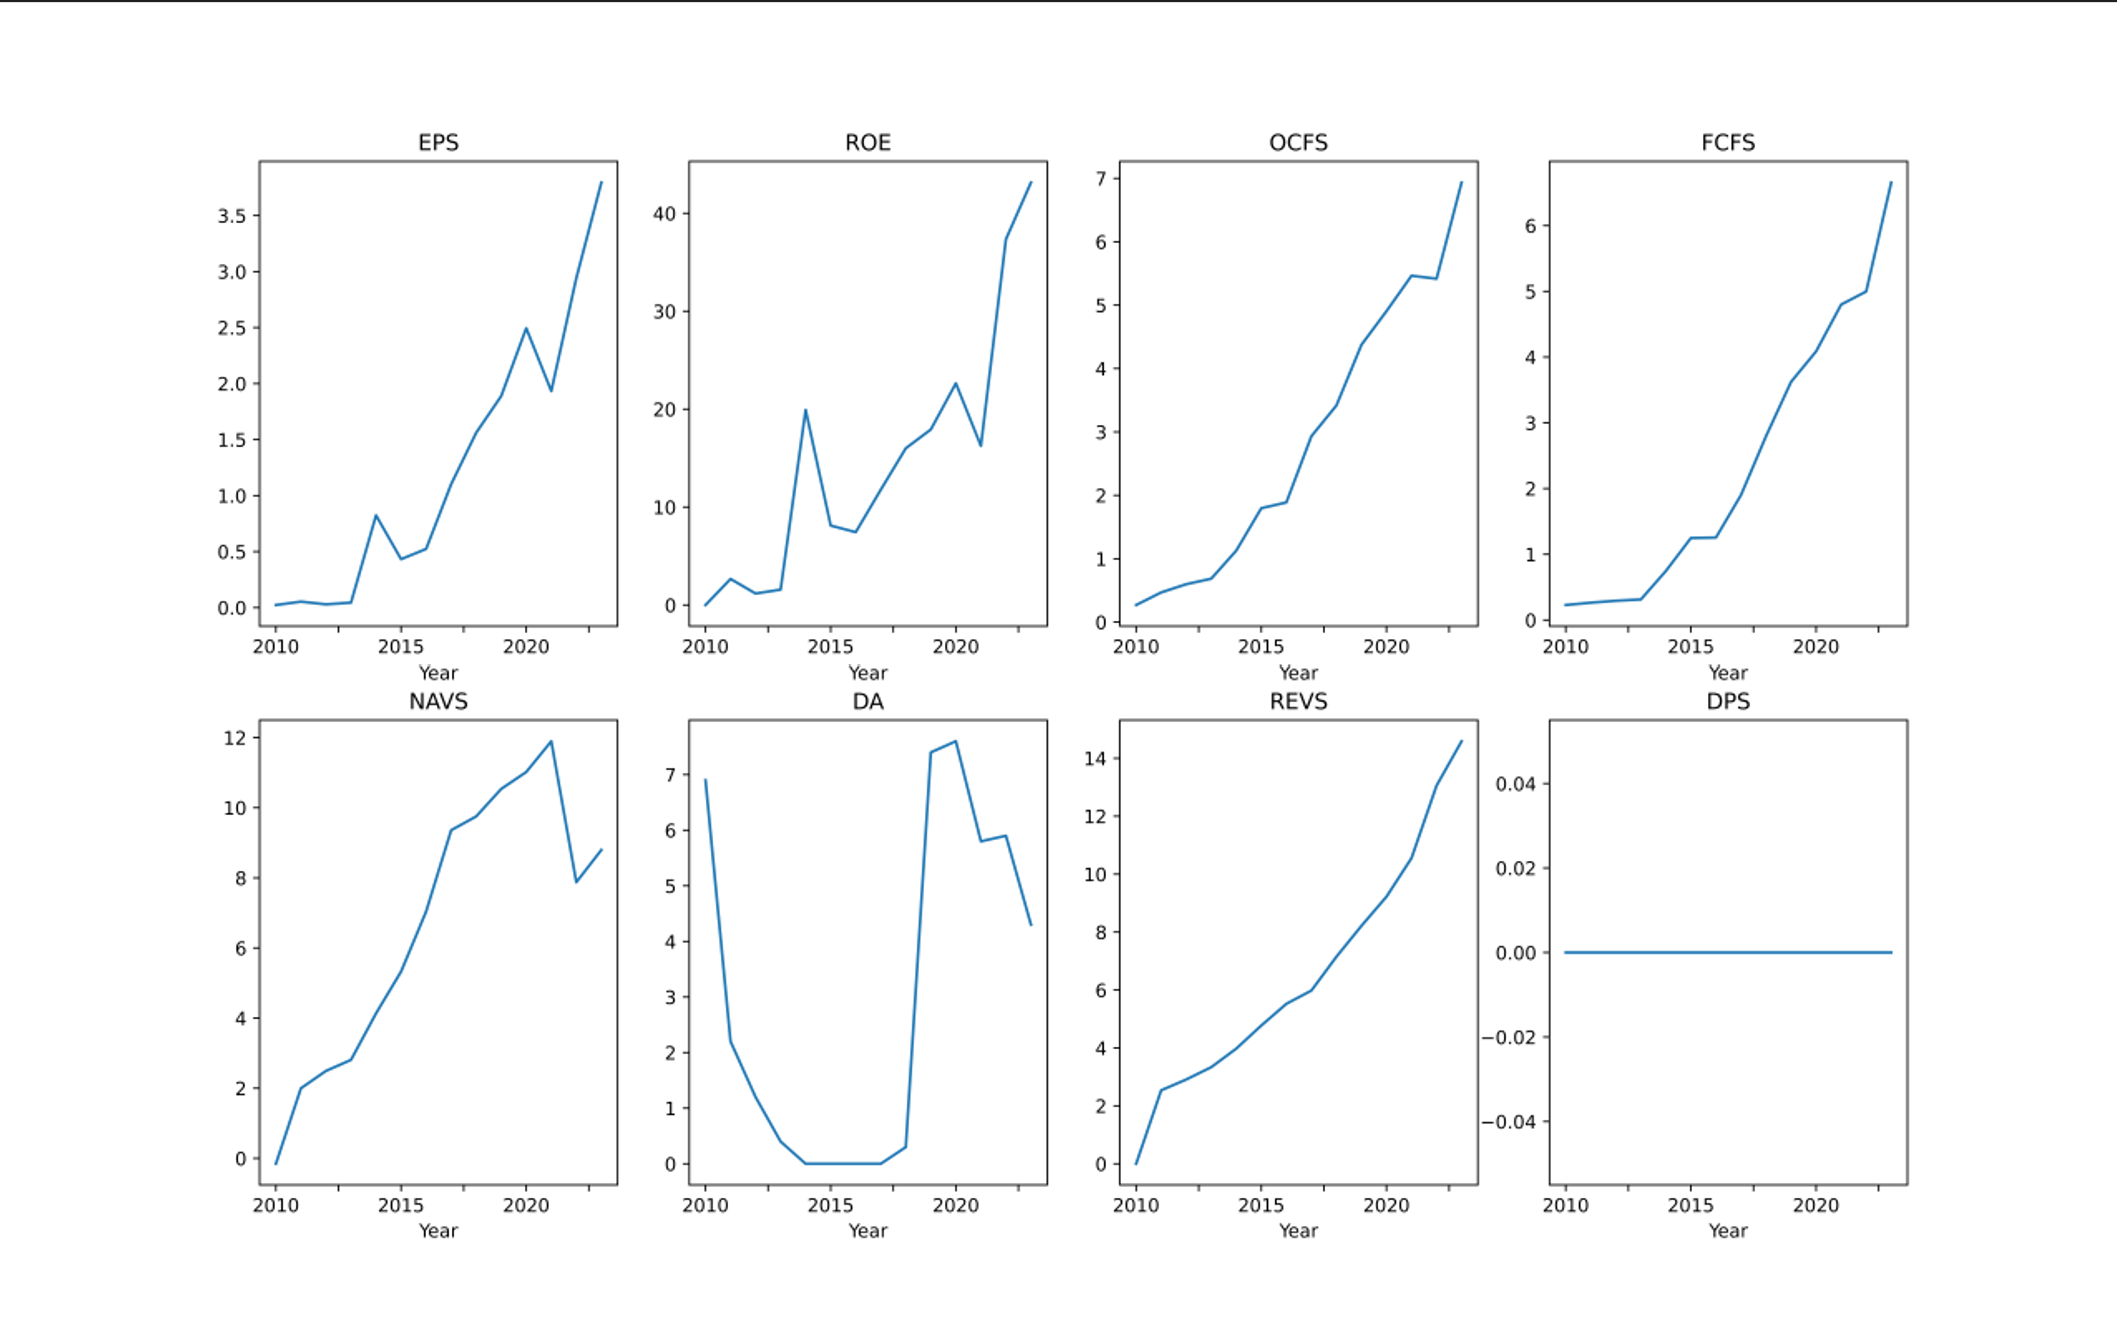 EPS ROE OCFS FCFS
3.5 3.0 2.5 2.0 1.5 1.0 0.5 0.0
2010 2015 2020
Year
40 30 20 10 0
2010 2015 2020
Year
7 6 5 4 3 2 1 0
2010 2015 2020
Year
6 5 4 3 2 1 0
2010 2015 2020
Year
NAVS DA REVS DPS
12 10 8 6 4 2 0
2010 2015 2020
Year
7 6 5 4 3 2 1 0
2010 2015 2020
Year
14 12 10 8 6 4 2 0
2010 2015 2020
Year
0.04 0.02 0.00 −0.02 −0.04
2010 2015 2020
Year